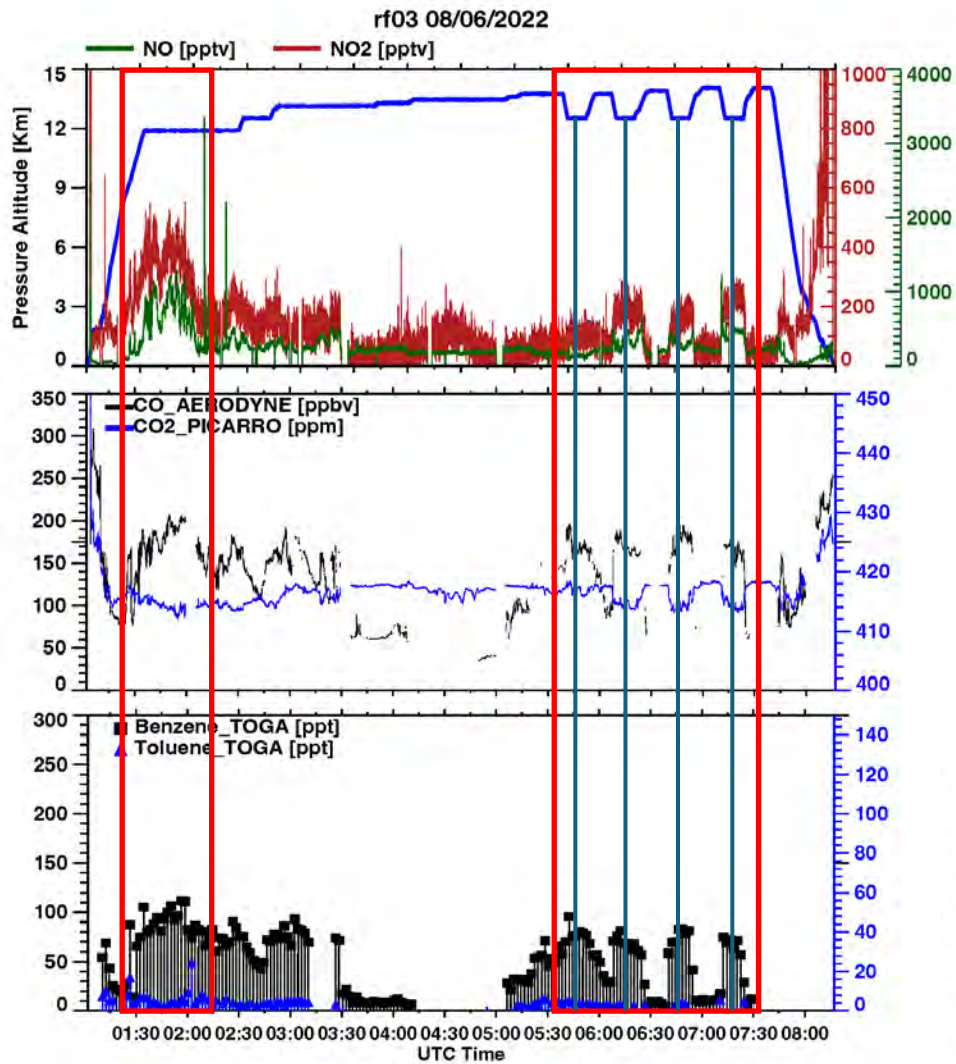 rf03 08/06/2022
NO [pptv] NO2 [pptv]
Pressure Altitude [Km]
15 1000 4000
12 800 3000
9 600
6 400 2000
3 200 1000
0 0 0
CO_AERODYNE [ppbv]
CO2_PICARRO [ppm]
350 450
300 440
250
200 430
150 420
100 410
50
0 400
Benzene_TOGA [ppt]
Toluene_TOGA [ppt]
300 140
250 120
200 100
150 80
100 60
50 40
0 20
0
01:30 02:00 02:30 03:00 03:30 04:00 04:30 05:00 05:30 06:00 06:30 07:00 07:30 08:00
UTC Time